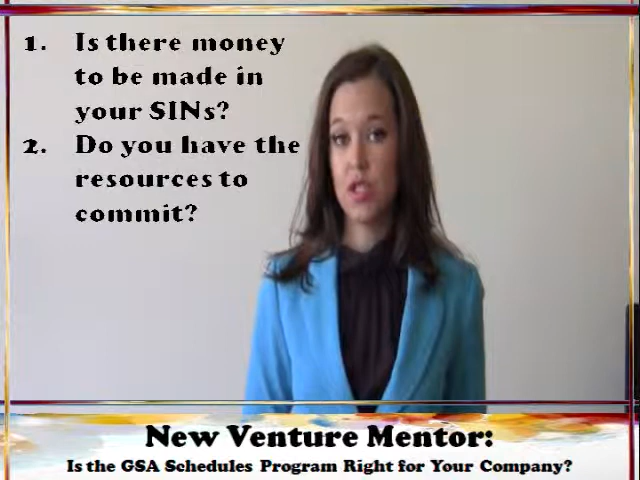 1. Is there money
to be made in
your SINs?
2. Do you have the
resources to
commit?
New Venture Mentor:
Is the GSA Schedules Program Right for Your Company?